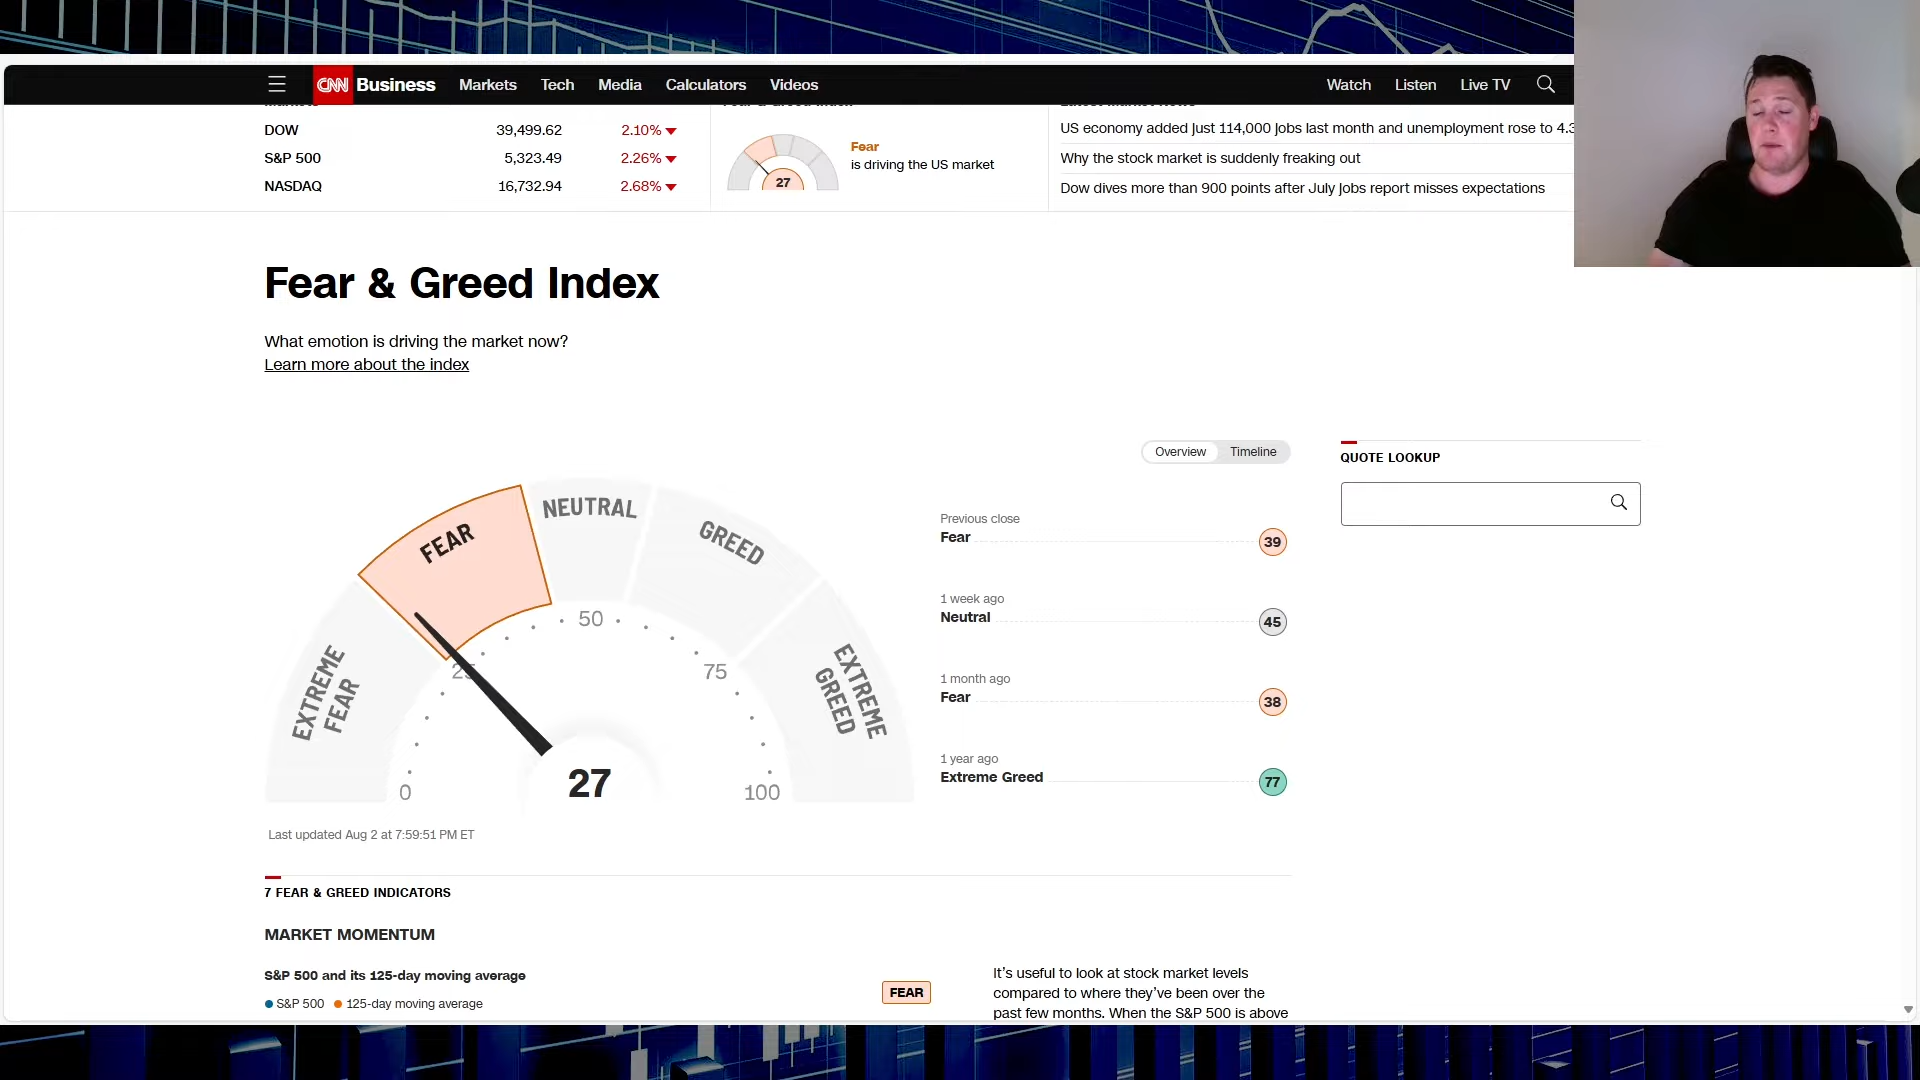 CNN Business Markets Tech Media Calculators Videos Watch Listen Live TV
DOW 39,499.62 2.10%
S&P 500 5,323.49 2.26%
NASDAQ 16,732.94 2.68%
Fear
is driving the US market
27
US economy added just 114,000 jobs last month and unemployment rose to 4.3
Why the stock market is suddenly freaking out
Dow dives more than 900 points after July jobs report misses expectations
Fear & Greed Index
What emotion is driving the market now?
Learn more about the index
Overview Timeline
QUOTE LOOKUP
EXTREME
FEAR
FEAR
NEUTRAL
GREED
EXTREME
GREED
0
25
50
75
100
27
Last updated Aug 2 at 7:59:51 PM ET
Previous close
Fear 39
1 week ago
Neutral 45
1 month ago
Fear 38
1 year ago
Extreme Greed 77
7 FEAR & GREED INDICATORS
MARKET MOMENTUM
S&P 500 and its 125-day moving average
S&P 500 125-day moving average
FEAR
It's useful to look at stock market levels
compared to where they've been over the
past few months. When the S&P 500 is above